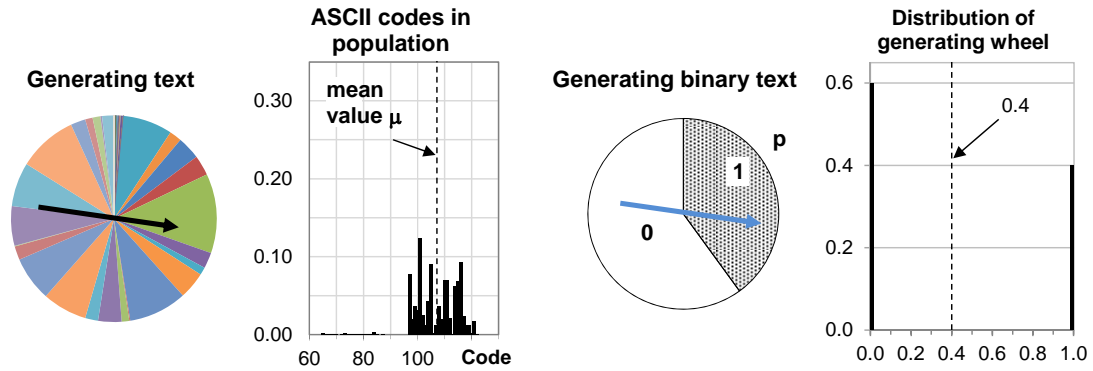 Generating text
ASCII codes in
population
mean
value μ
0.30
0.20
0.10
0.00
60
80
100
Code
Generating binary text
p
1
0
Distribution of
generating wheel
0.6
0.4
0.2
0.0
0.4
0.0
0.2
0.4
0.6
0.8
1.0